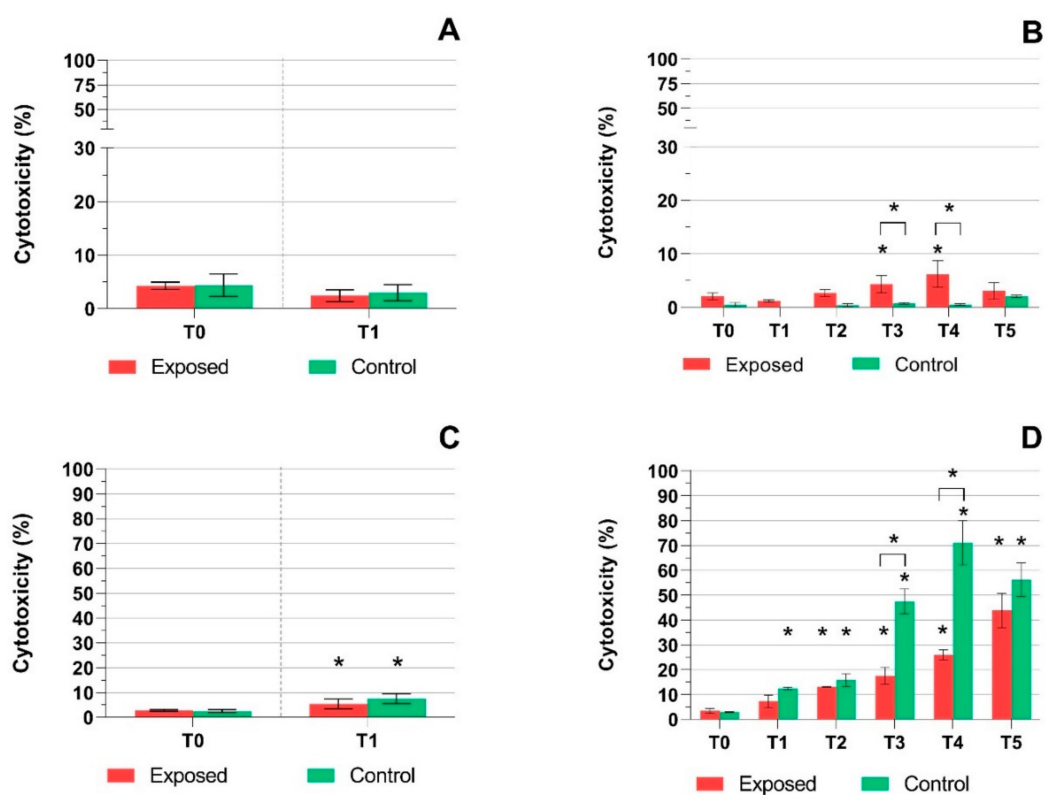 A
Cytotoxicity (%)
100
75
50
30
20
10
0
T0 T1
Exposed Control
B
Cytotoxicity (%)
100
75
50
30
20
10
0
* *
* *
T0 T1 T2 T3 T4 T5
Exposed Control
C
Cytotoxicity (%)
100
90
80
70
60
50
40
30
20
10
0
* *
T0 T1
Exposed Control
D
Cytotoxicity (%)
100
90
80
70
60
50
40
30
20
10
0
*
*
* * *
*
* * * * *
T0 T1 T2 T3 T4 T5
Exposed Control